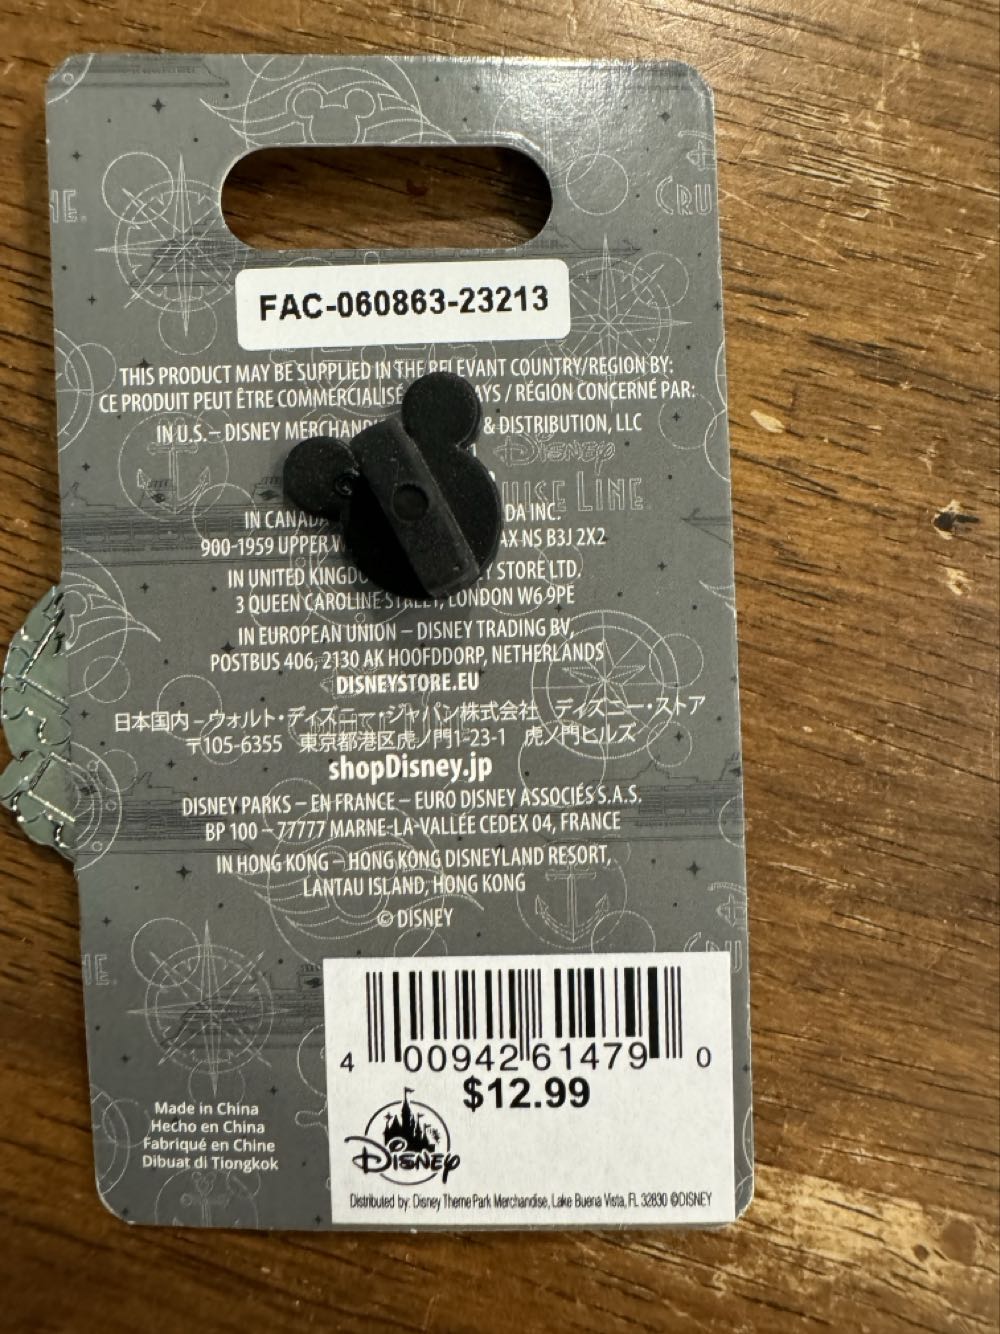 FAC-060863-23213
THIS PRODUCT MAY BE SUPPLIED IN THE RELEVANT COUNTRY/REGION BY:
CE PRODUIT PEUT ÊTRE COMMERCIALISÉ AYS / RÉGION CONCERNÉ PAR:
IN U.S. – DISNEY MERCHANDI & DISTRIBUTION, LLC
DISNEY
CRUISE LINE
IN CANADA DA INC.
900-1959 UPPER W AX NS B3J 2X2
IN UNITED KINGDO Y STORE LTD.
3 QUEEN CAROLINE STREET, LONDON W6 9PE
IN EUROPEAN UNION – DISNEY TRADING BV,
POSTBUS 406, 2130 AK HOOFDDORP, NETHERLANDS
DISNEYSTORE.EU
日本国内 – ウォルト・ディズニー・ジャパン株式会社 ディズニー・ストア
〒105-6355 東京都港区虎ノ門1-23-1 虎ノ門ヒルズ
shopDisney.jp
DISNEY PARKS – EN FRANCE – EURO DISNEY ASSOCIÉS S.A.S.
BP 100 – 77777 MARNE-LA-VALLÉE CEDEX 04, FRANCE
IN HONG KONG – HONG KONG DISNEYLAND RESORT,
LANTAU ISLAND, HONG KONG
© DISNEY
4 00942 61479 0
$12.99
Made in China
Hecho en China
Fabriqué en Chine
Dibuat di Tiongkok
Disney
Distributed by: Disney Theme Park Merchandise, Lake Buena Vista, FL 32830 ©DISNEY